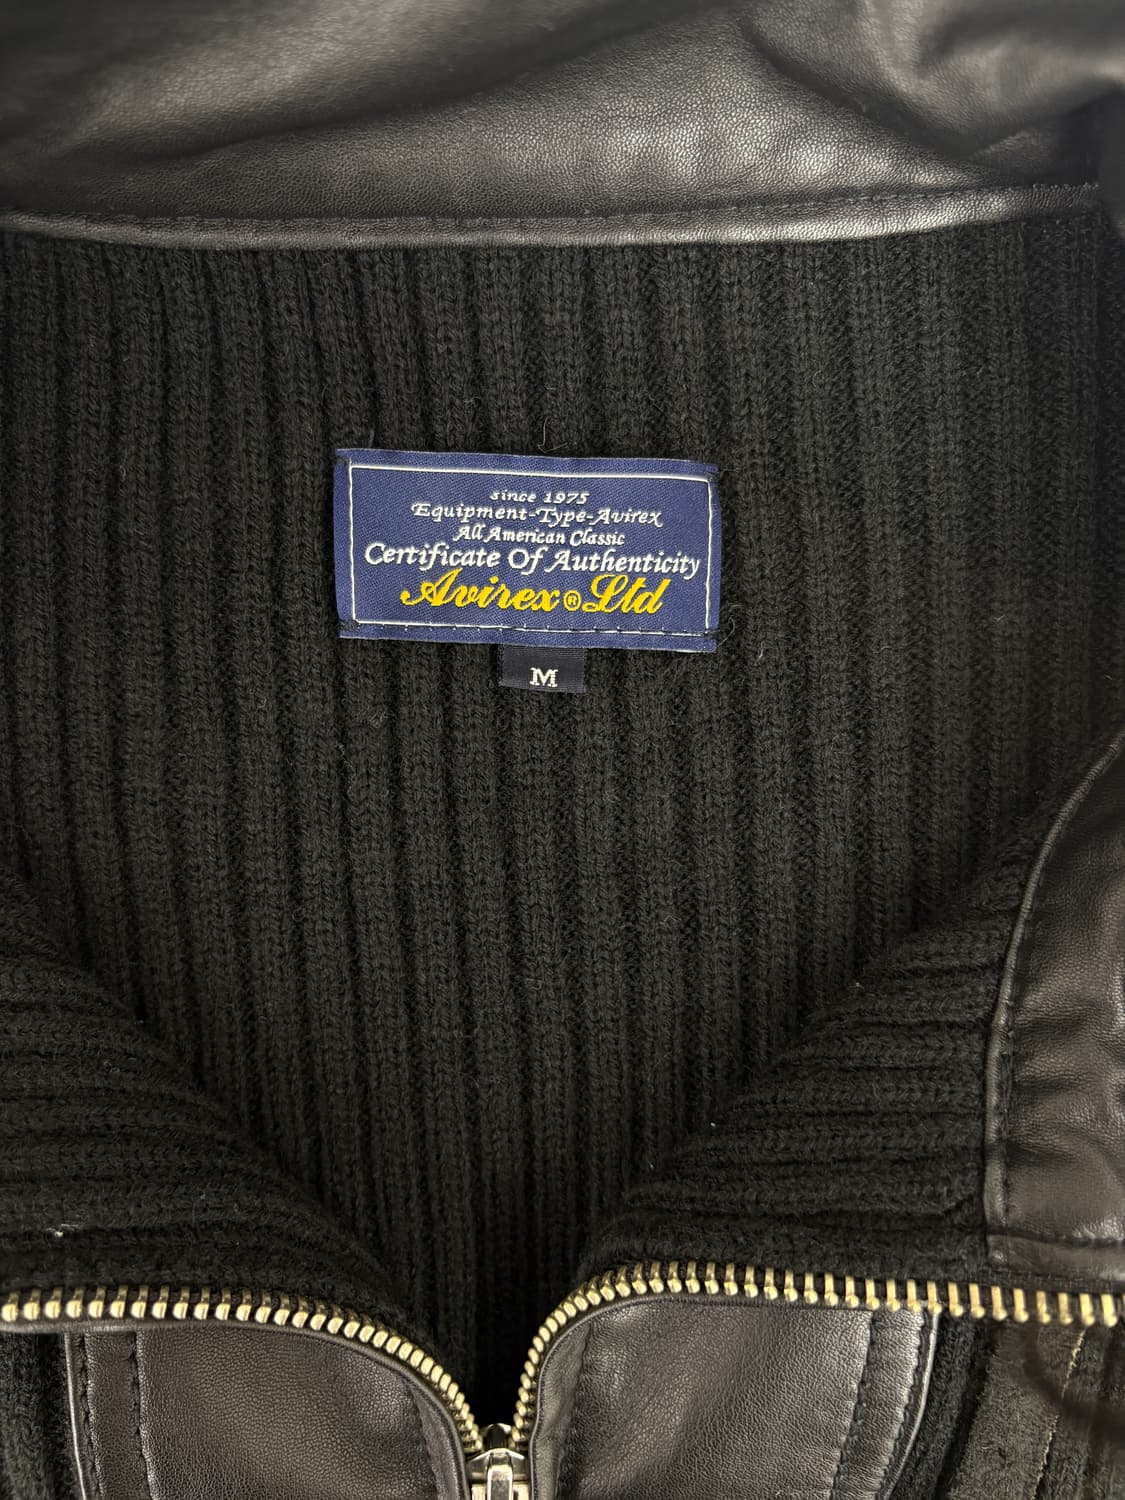 since 1975
Equipment-Type-Avirex
All American Classic
Certificate Of Authenticity
Avirex® Ltd
M